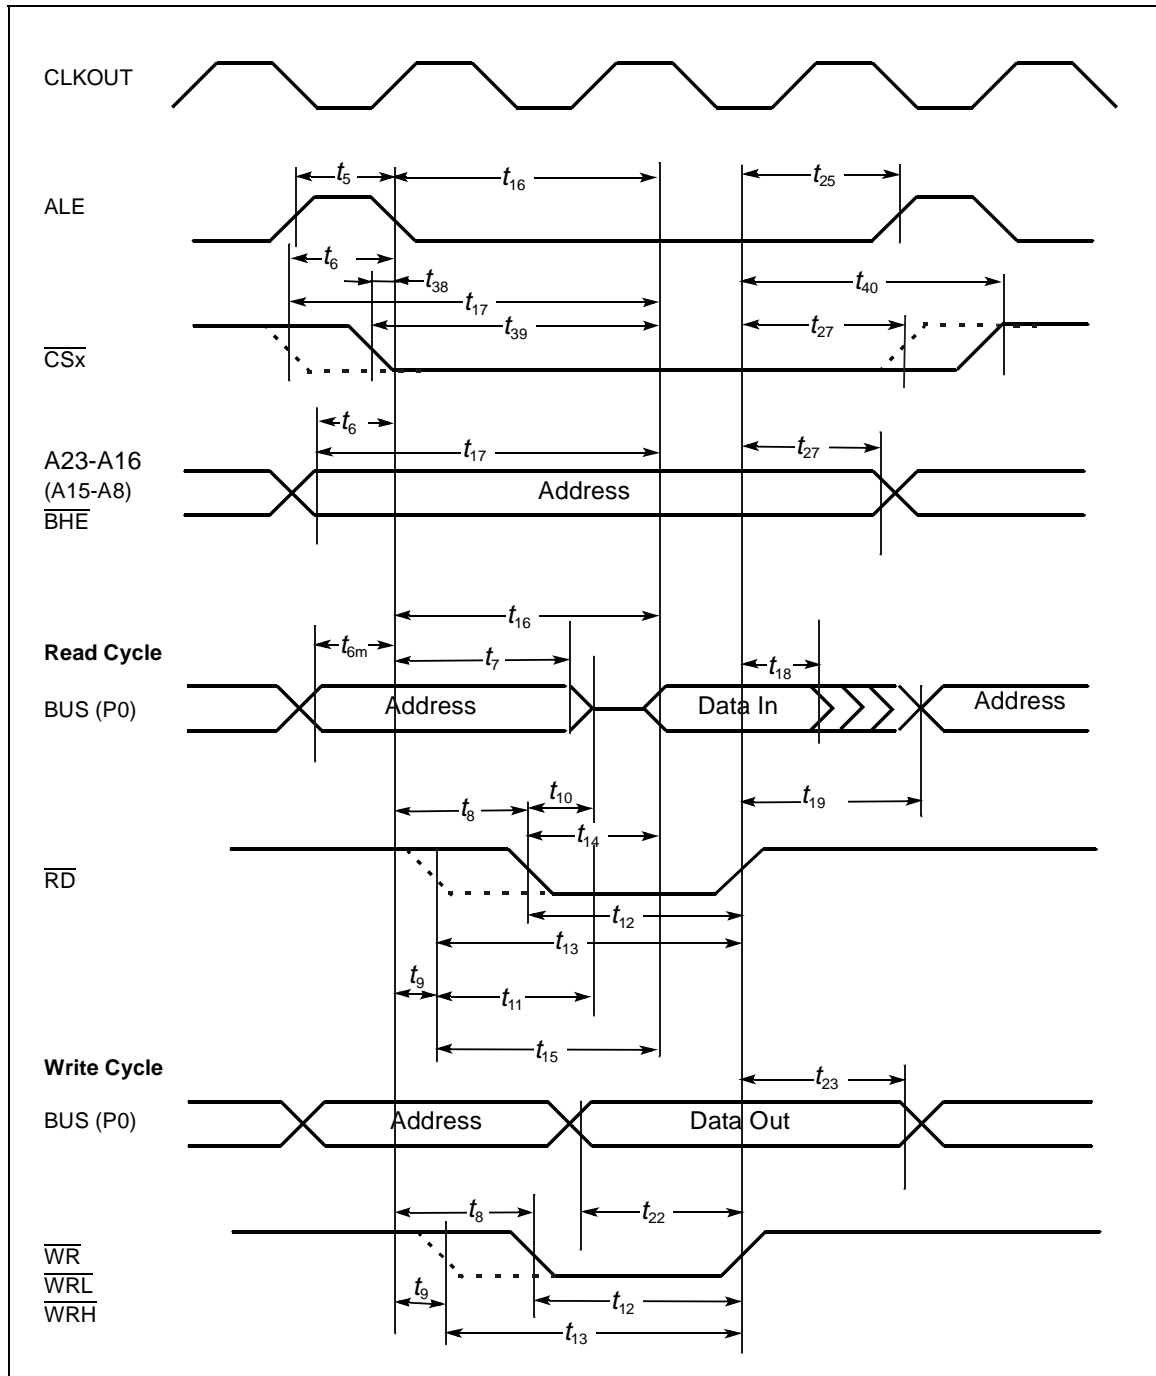 CLKOUT
t5
t16
t25
ALE
t6
t38
t40
t17
t39
t27
CSx
t6
t17
t27
A23-A16
(A15-A8)
BHE
Address
t16
Read Cycle
t6m
t7
t18
BUS (P0)
Address
Data In
Address
t8
t10
t19
t14
RD
t12
t13
t9
t11
t15
Write Cycle
t23
BUS (P0)
Address
Data Out
t8
t22
WR
WRL
WRH
t9
t12
t13